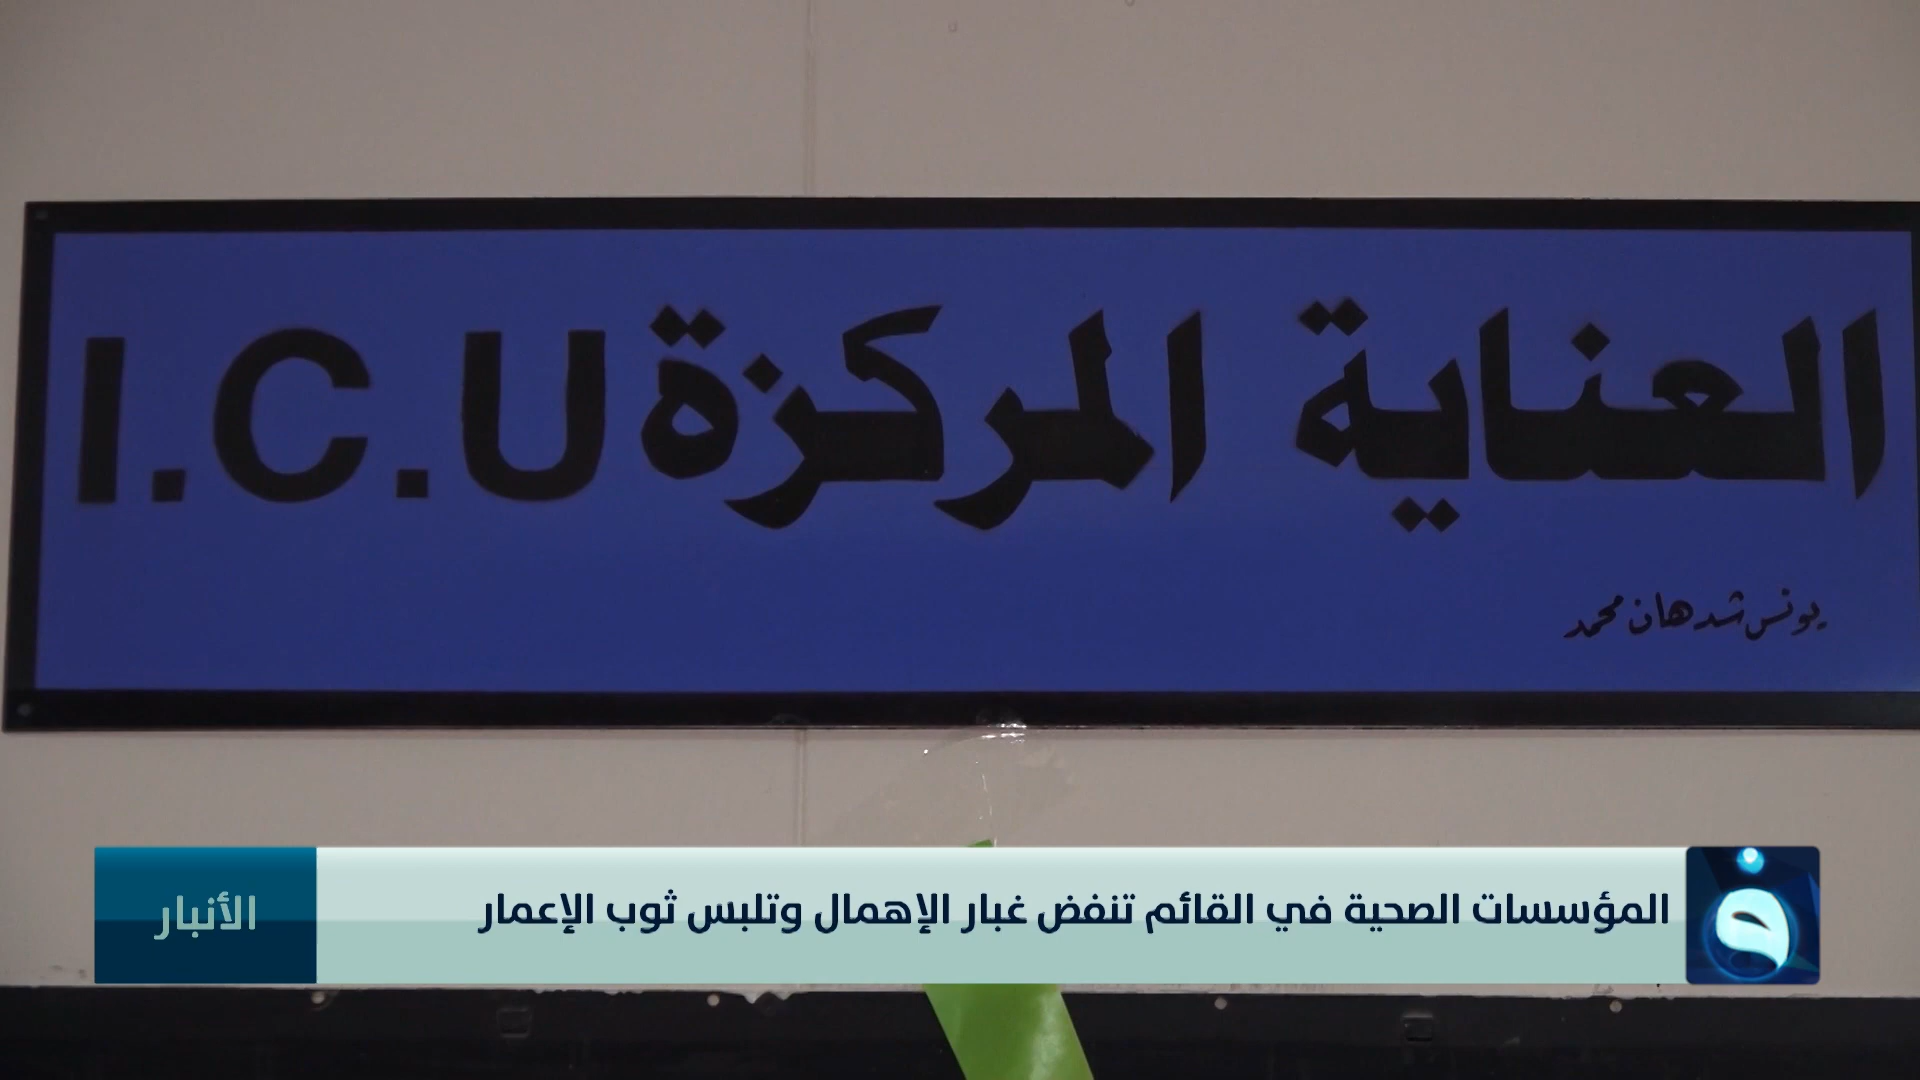 العناية المركزة I.C.U
يونس شدهان محمد
المؤسسات الصحية في القائم تنفض غبار الإهمال وتلبس ثوب الإعمار
الأنبار